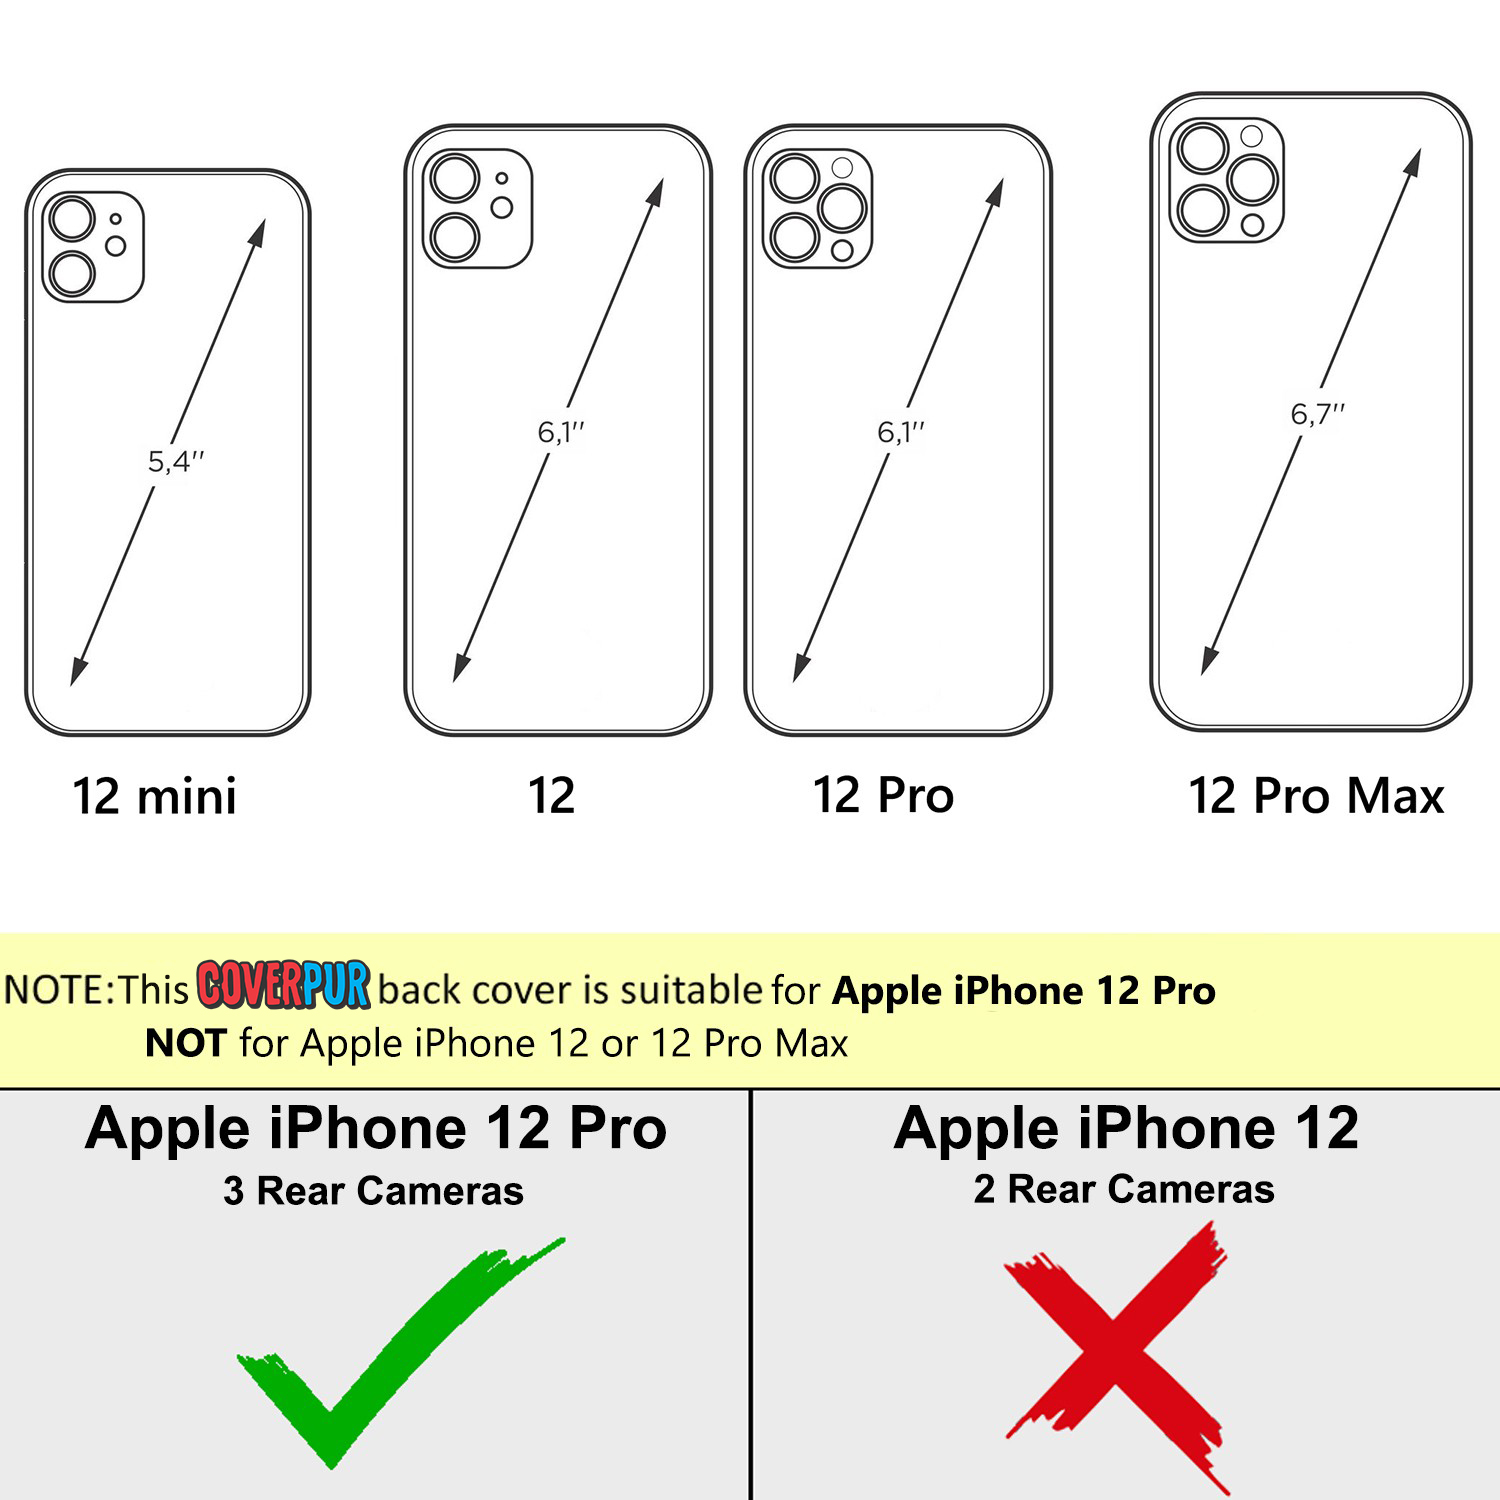 5,4''
6,1''
6,1''
6,7''
12 mini
12
12 Pro
12 Pro Max
NOTE: This COVERPUR back cover is suitable for Apple iPhone 12 Pro
NOT for Apple iPhone 12 or 12 Pro Max
Apple iPhone 12 Pro
3 Rear Cameras
Apple iPhone 12
2 Rear Cameras